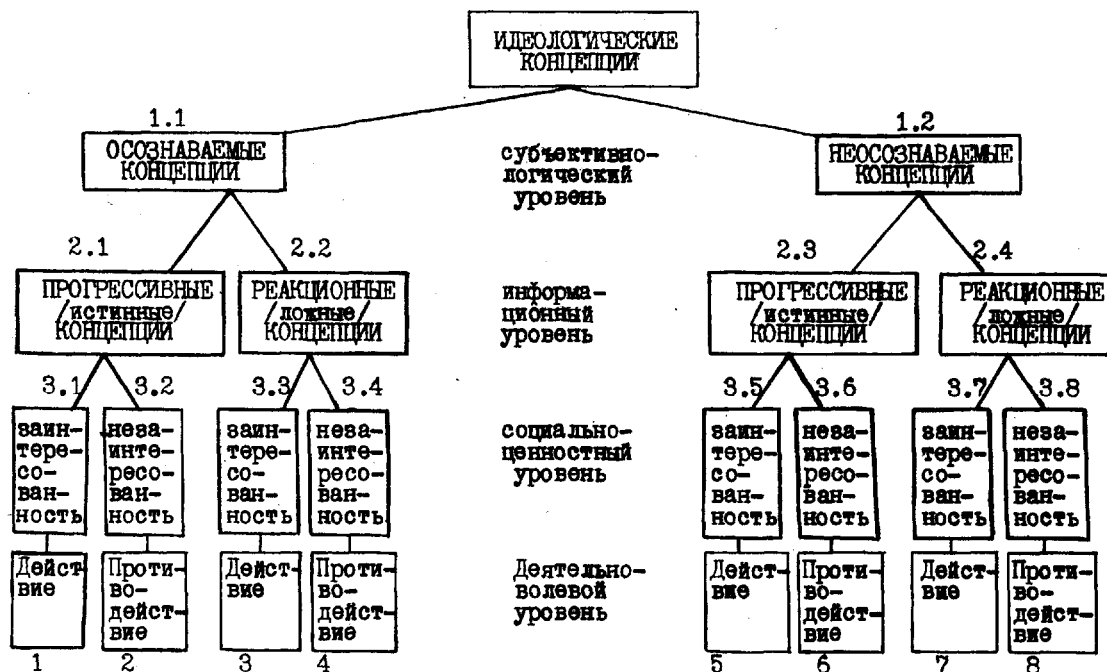 ИДЕОЛОГИЧЕСКИЕ
КОНЦЕПЦИИ
1.1
1.2
ОСОЗНАВАЕМЫЕ
КОНЦЕПЦИИ
субъективно-
логический
уровень
НЕОСОЗНАВАЕМЫЕ
КОНЦЕПЦИИ
2.1
2.2
2.3
2.4
ПРОГРЕССИВНЫЕ
/истинные/
КОНЦЕПЦИИ
РЕАКЦИОННЫЕ
/ложные/
КОНЦЕПЦИИ
информа-
ционный
уровень
ПРОГРЕССИВНЫЕ
/истинные/
КОНЦЕПЦИИ
РЕАКЦИОННЫЕ
/ложные/
КОНЦЕПЦИИ
3.1
3.2
3.3
3.4
3.5
3.6
3.7
3.8
заин-
тере-
со-
ван-
ность
неза-
инте-
ресо-
ван-
ность
заин-
тере-
со-
ван-
ность
неза-
инте-
ресо-
ван-
ность
социально-
ценностный
уровень
заин-
тере-
со-
ван-
ность
неза-
инте-
ресо-
ван-
ность
заин-
тере-
со-
ван-
ность
неза-
инте-
ресо-
ван-
ность
Дейст-
вие
Проти-
во-
дейст-
вие
Дейст-
вие
Проти-
во-
дейст-
вие
Деятельно-
волевой
уровень
Дейст-
вие
Проти-
во-
дейст-
вие
Дейст-
вие
Проти-
во-
дейст-
вие
1
2
3
4
5
6
7
8